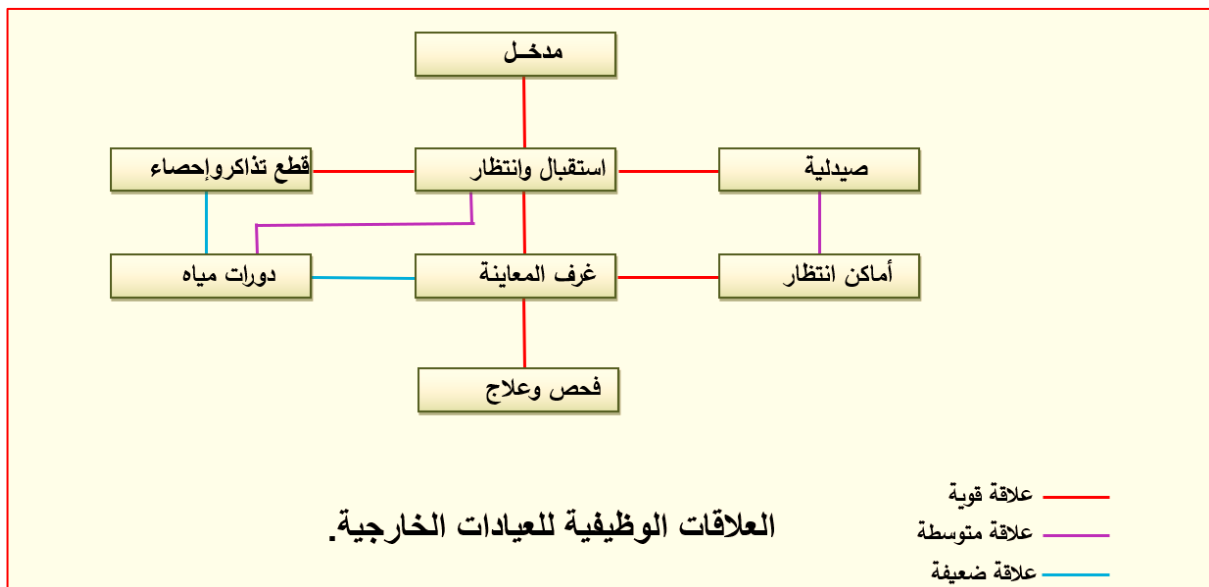 مدخــل
صيدلية
استقبال وانتظار
قطع تذاكروإحصاء
أماكن انتظار
غرف المعاينة
دورات مياه
فحص وعلاج
علاقة قوية
العلاقات الوظيفية للعيادات الخارجية.
علاقة متوسطة
علاقة ضعيفة